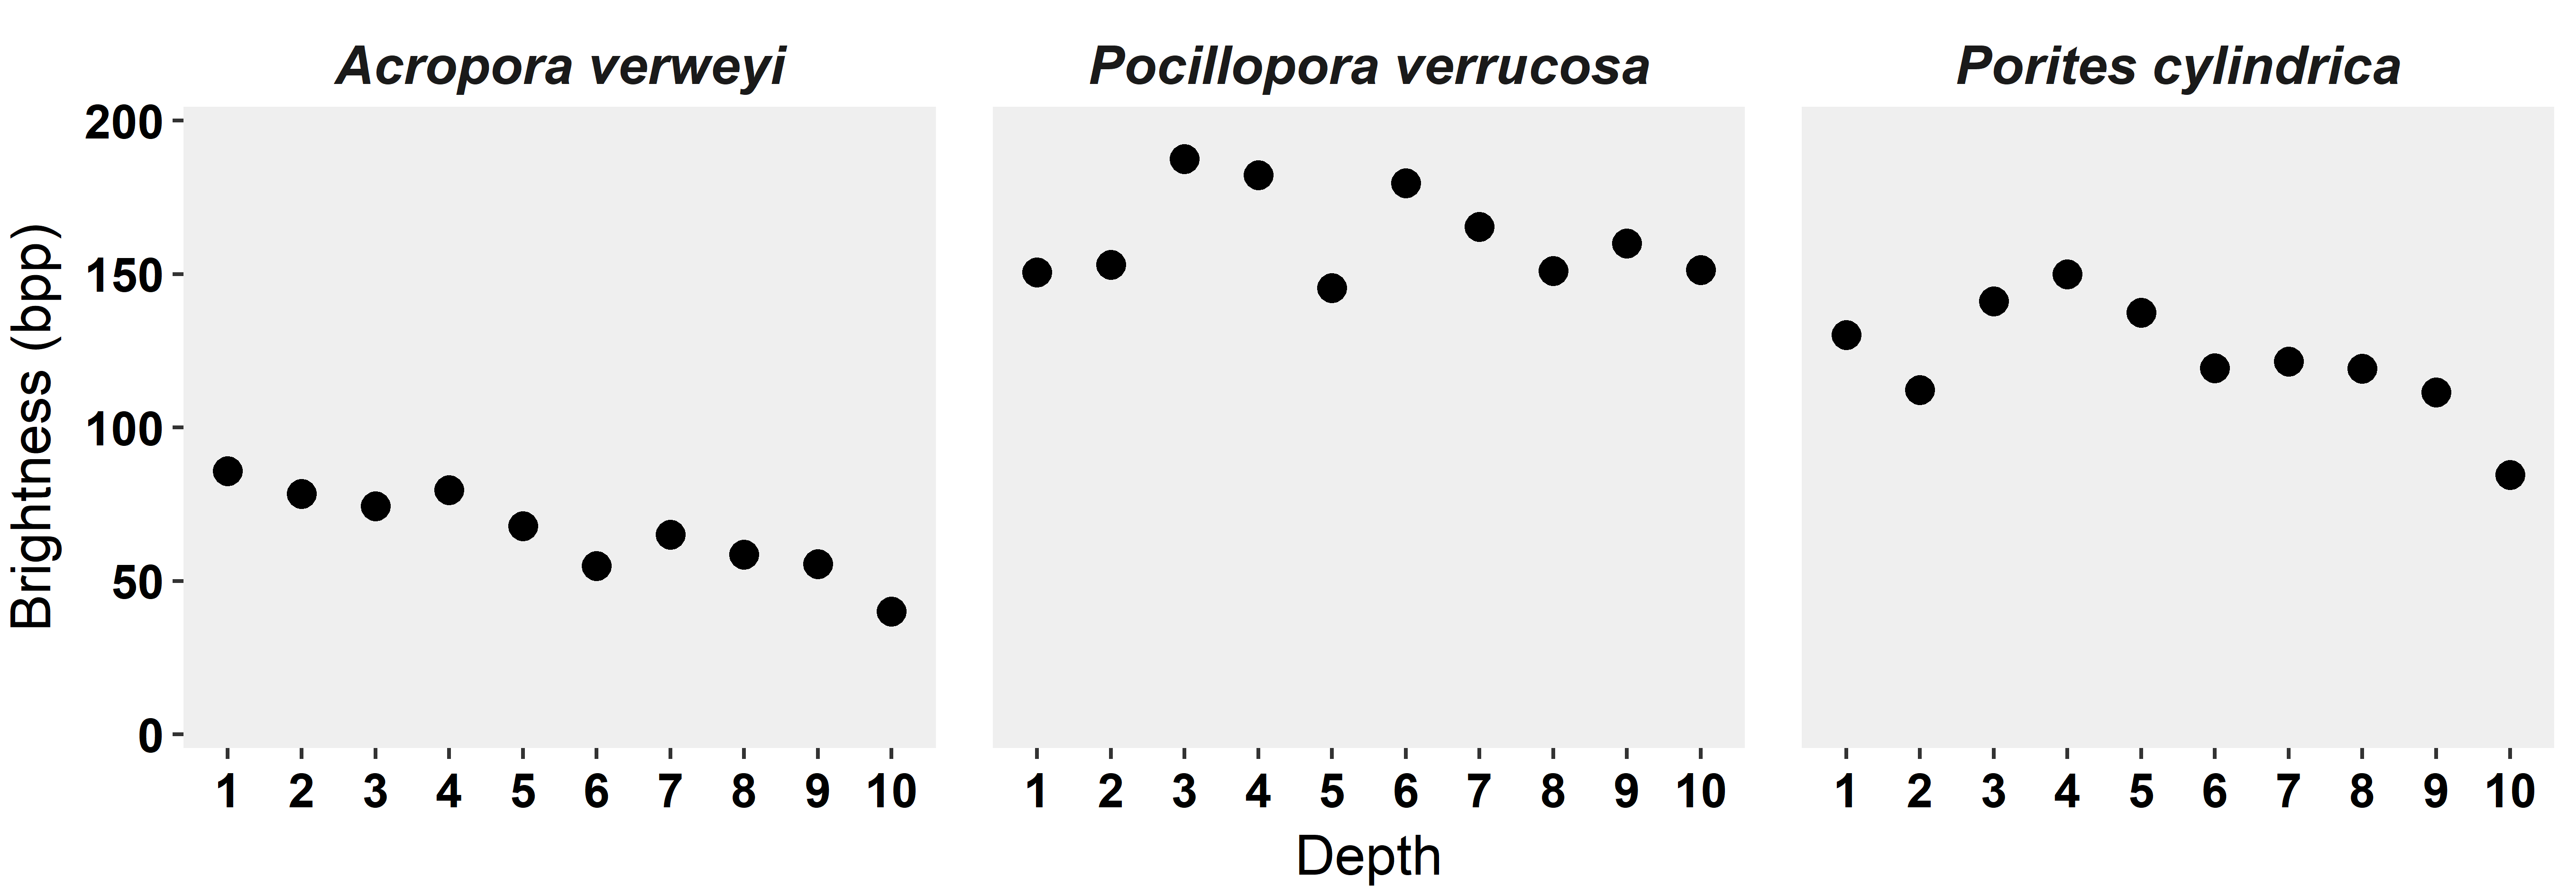 Acropora verweyi Pocillopora verrucosa Porites cylindrica
200
150
100
50
0
Brightness (bpp)
1 2 3 4 5 6 7 8 9 10 1 2 3 4 5 6 7 8 9 10 1 2 3 4 5 6 7 8 9 10
Depth